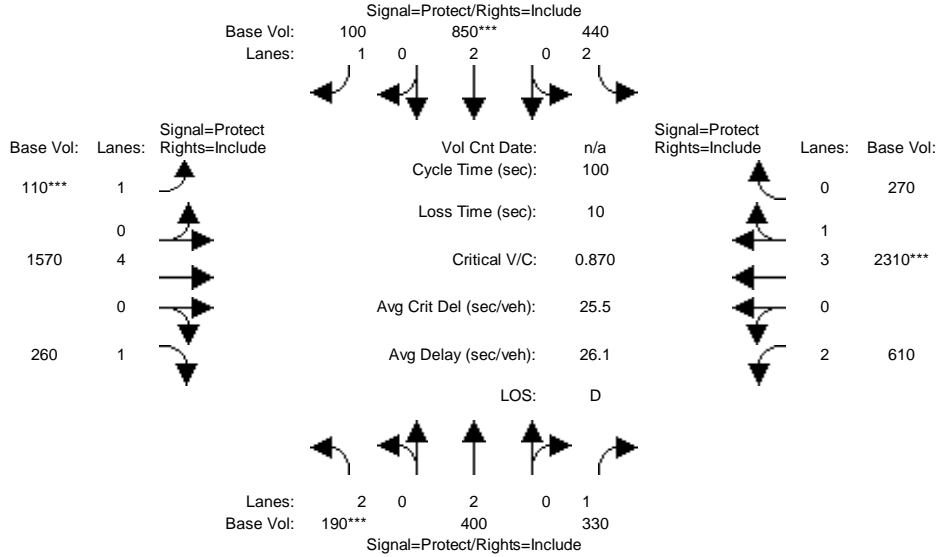 Signal=Protect/Rights=Include
Base Vol: 100 850*** 440
Lanes: 1 0 2 0 2
Signal=Protect
Rights=Include
Base Vol: Lanes:
Vol Cnt Date: n/a
Signal=Protect
Rights=Include
Lanes: Base Vol:
Cycle Time (sec): 100
110*** 1
0 270
Loss Time (sec): 10
0
1
1570 4
Critical V/C: 0.870
3 2310***
0
Avg Crit Del (sec/veh): 25.5
0
260 1
Avg Delay (sec/veh): 26.1
2 610
LOS: D
Lanes: 2 0 2 0 1
Base Vol: 190*** 400 330
Signal=Protect/Rights=Include